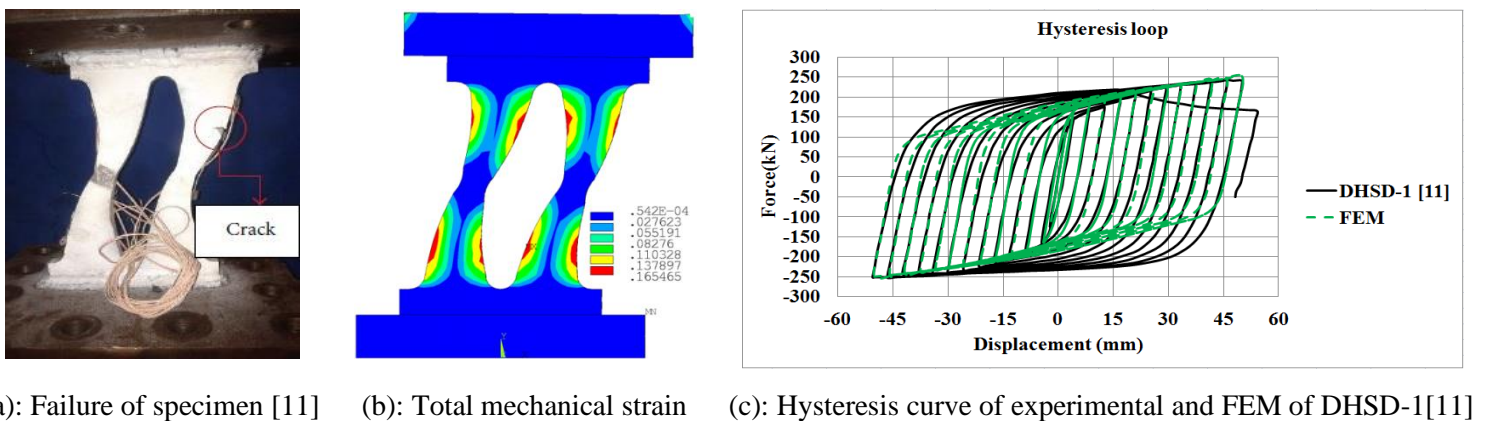 Crack
.542E-04
.027623
.055191
.08276
.110328
.137897
.165465
MN
Y
Hysteresis loop
Force(kN)
300
250
200
150
100
50
0
-50
-100
-150
-200
-250
-300
-60 -45 -30 -15 0 15 30 45 60
Displacement (mm)
DHSD-1 [11]
FEM
a): Failure of specimen [11] (b): Total mechanical strain (c): Hysteresis curve of experimental and FEM of DHSD-1[11]